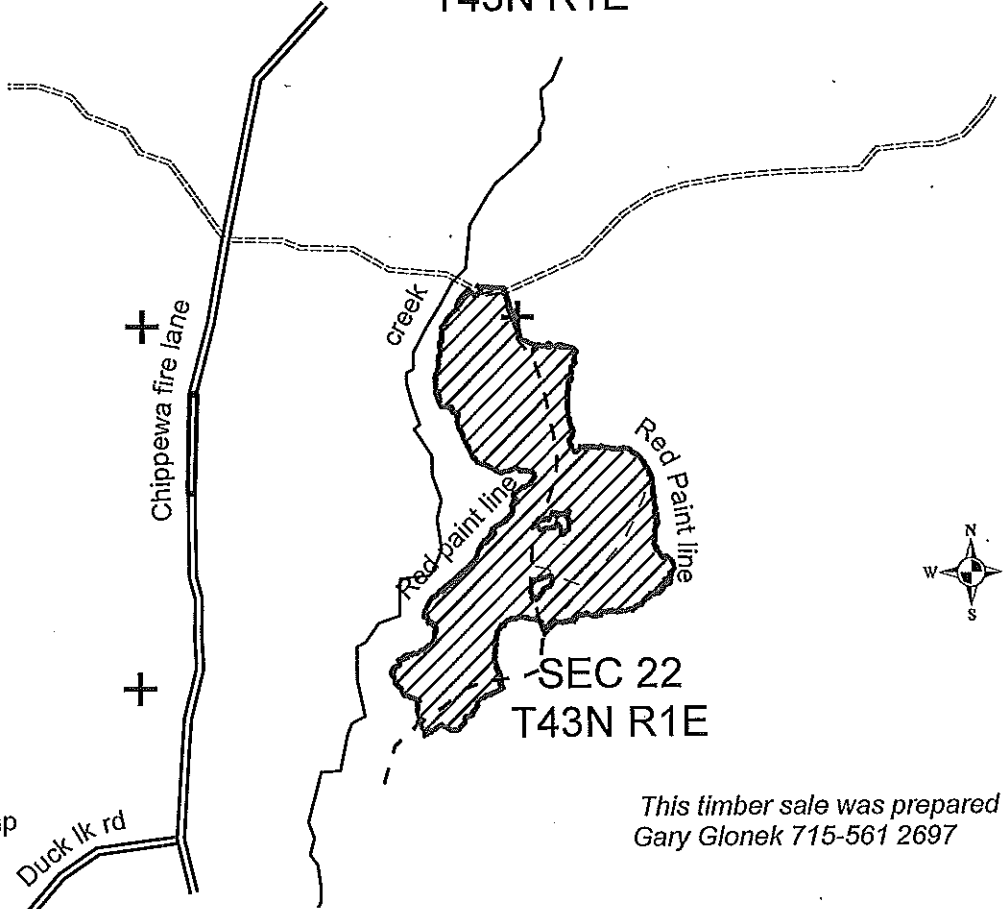 T43N R1E
creek
Chippewa fire lane
Red Paint line
Red paint line
N
W
S
SEC 22
T43N R1E
This timber sale was prepared
Gary Glonek 715-561 2697
Duck lk rd